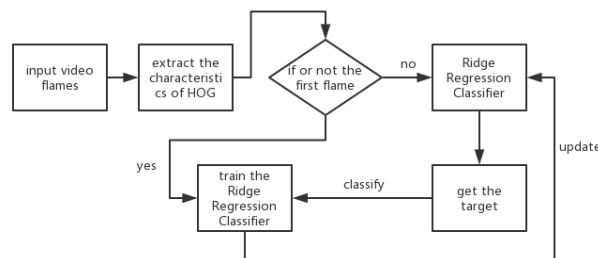 input video
flames
extract the
characteristi
cs of HOG
if or not the
first flame
no
Ridge
Regression
Classifier
yes
train the
Ridge
Regression
Classifier
classify
get the
target
update